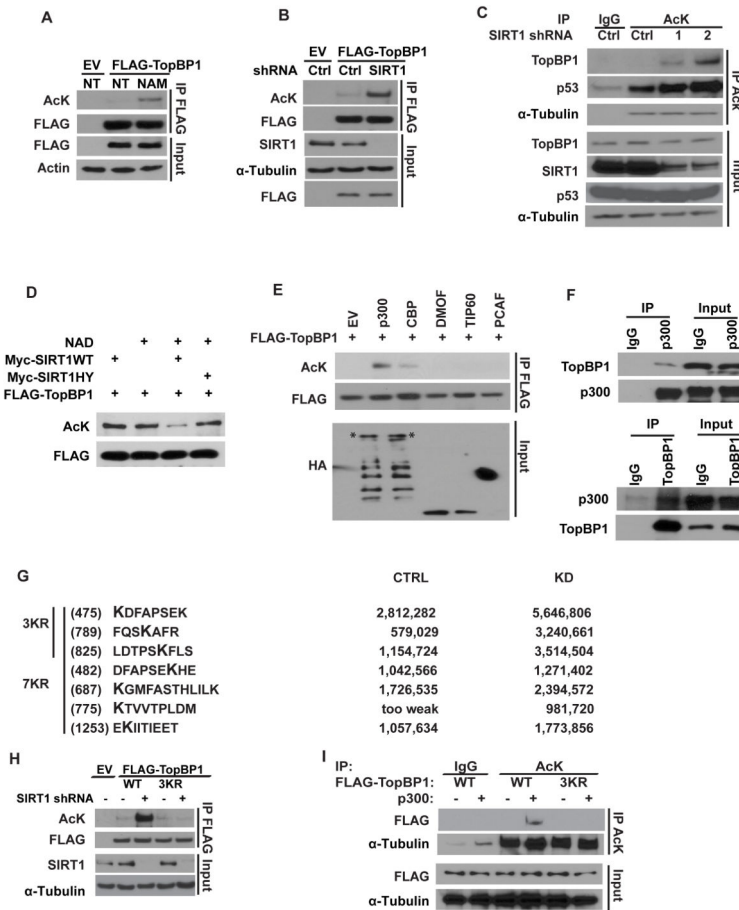 A
EV FLAG-TopBP1
NT NT NAM
AcK
FLAG
FLAG
Actin
IP FLAG
Input
B
EV FLAG-TopBP1
shRNA Ctrl Ctrl SIRT1
AcK
FLAG
SIRT1
α-Tubulin
FLAG
IP FLAG
Input
C
IP IgG AcK
SIRT1 shRNA Ctrl Ctrl 1 2
TopBP1
p53
α-Tubulin
TopBP1
SIRT1
p53
α-Tubulin
IP Ack
Input
D
NAD + + +
Myc-SIRT1WT + +
Myc-SIRT1HY +
FLAG-TopBP1 + + + +
AcK
FLAG
E
EV p300 CBP DMOF TIP60 PCAF
FLAG-TopBP1 + + + + + +
AcK
FLAG
HA
* *
IP FLAG
Input
F
IP Input
IgG p300 IgG p300
TopBP1
p300
IP Input
IgG TopBP1 IgG TopBP1
p300
TopBP1
G
CTRL KD
3KR
7KR
(475) KDFAPSEK 2,812,282 5,646,806
(789) FQSKAFR 579,029 3,240,661
(825) LDTPSKFLS 1,154,724 3,514,504
(482) DFAPSEKHE 1,042,566 1,271,402
(687) KGMFASTHLILK 1,726,535 2,394,572
(775) KTVVTPLDM too weak 981,720
(1253) EKIITIEET 1,057,634 1,773,856
H
EV FLAG-TopBP1
WT 3KR
SIRT1 shRNA - - + - +
AcK
FLAG
SIRT1
α-Tubulin
IP FLAG
Input
I
IP: IgG AcK
FLAG-TopBP1: WT WT 3KR
p300: - + - + - +
FLAG
α-Tubulin
FLAG
α-Tubulin
IP AcK
Input